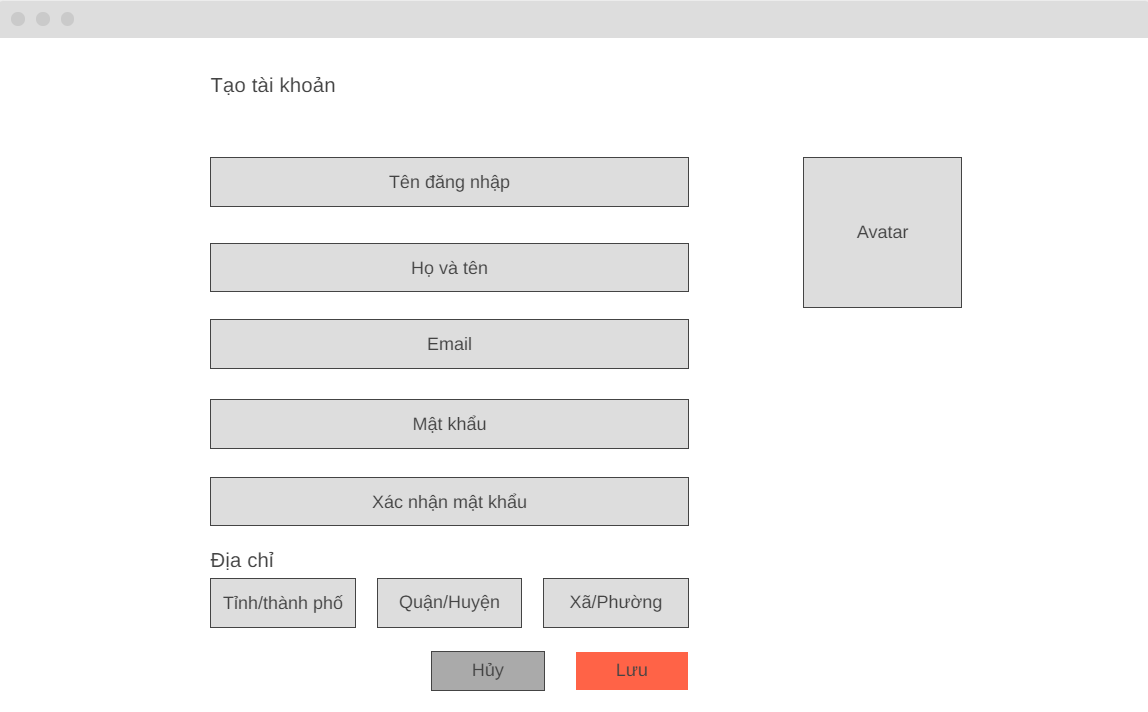 Tạo tài khoản
Tên đăng nhập
Avatar
Họ và tên
Email
Mật khẩu
Xác nhận mật khẩu
Địa chỉ
Tỉnh/thành phố
Quận/Huyện
Xã/Phường
Hủy
Lưu